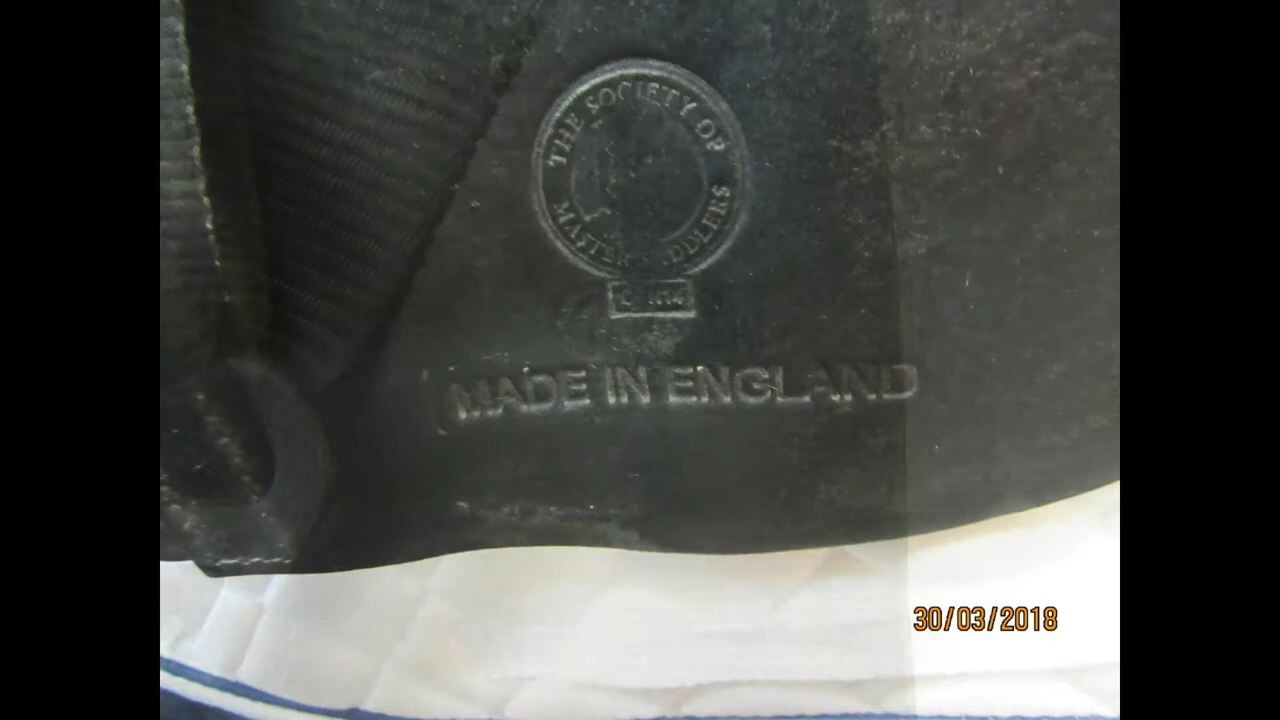 THE SOCIETY OF
MASTER SADDLERS
MADE IN ENGLAND
30/03/2018